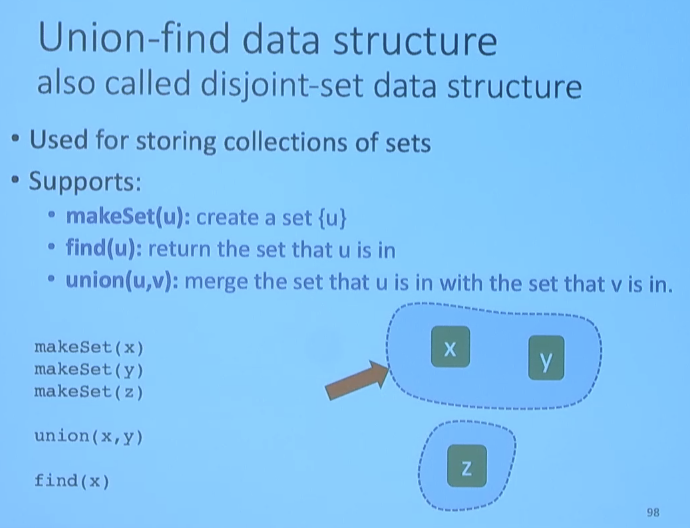 Union-find data structure
also called disjoint-set data structure
• Used for storing collections of sets
• Supports:
• makeSet(u): create a set {u}
• find(u): return the set that u is in
• union(u,v): merge the set that u is in with the set that v is in.
makeSet(x)
makeSet(y)
makeSet(z)
union(x,y)
find(x)
x
y
z
98